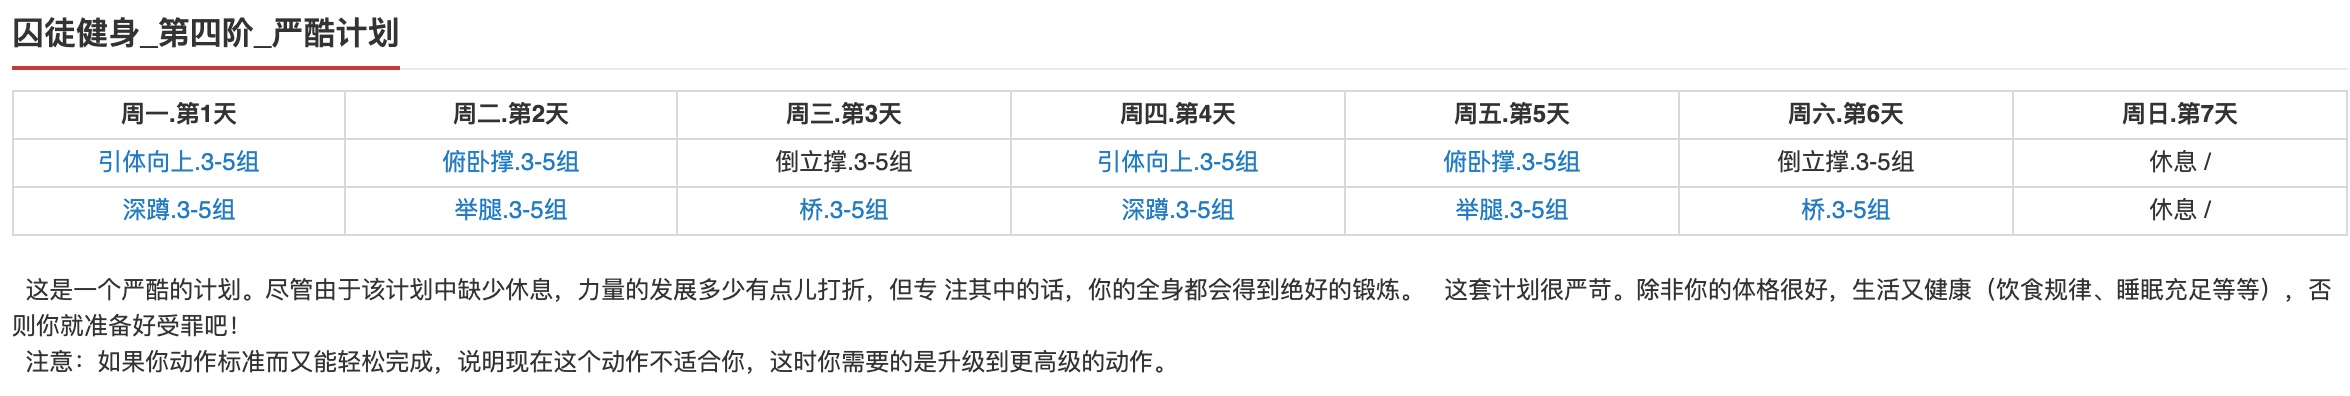 囚徒健身_第四阶_严酷计划
周一.第1天 周二.第2天 周三.第3天 周四.第4天 周五.第5天 周六.第6天 周日.第7天
引体向上.3-5组 俯卧撑.3-5组 倒立撑.3-5组 引体向上.3-5组 俯卧撑.3-5组 倒立撑.3-5组 休息 /
深蹲.3-5组 举腿.3-5组 桥.3-5组 深蹲.3-5组 举腿.3-5组 桥.3-5组 休息 /
这是一个严酷的计划。尽管由于该计划中缺少休息，力量的发展多少有点儿打折，但专 注其中的话，你的全身都会得到绝好的锻炼。 这套计划很严苛。除非你的体格很好，生活又健康（饮食规律、睡眠充足等等），否
则你就准备好受罪吧！
注意：如果你动作标准而又能轻松完成，说明现在这个动作不适合你，这时你需要的是升级到更高级的动作。